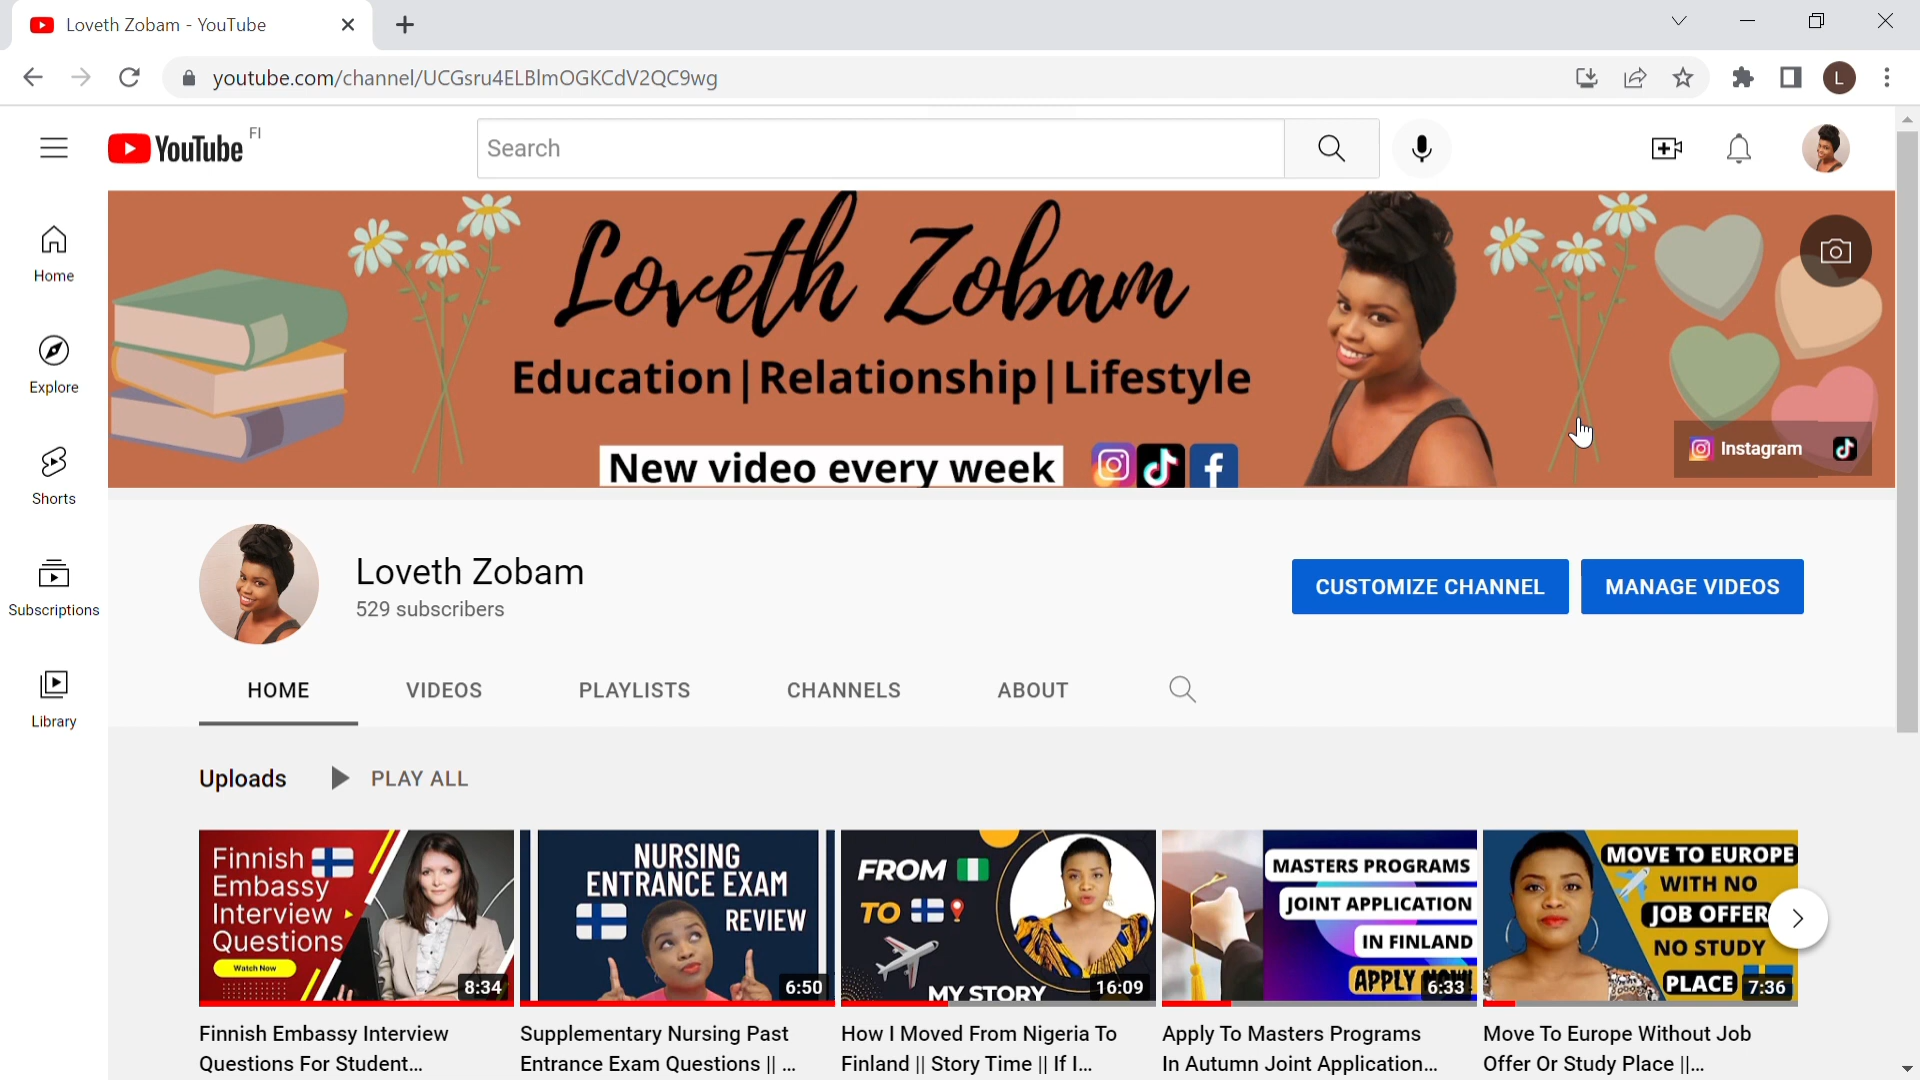 Loveth Zobam - YouTube
youtube.com/channel/UCGsru4ELBlmOGKCdV2QC9wg
L
YouTube FI
Search
Home
Explore
Shorts
Subscriptions
Library
Loveth Zobam
Education|Relationship|Lifestyle
New video every week
Instagram
Loveth Zobam
529 subscribers
CUSTOMIZE CHANNEL
MANAGE VIDEOS
HOME VIDEOS PLAYLISTS CHANNELS ABOUT
Uploads PLAY ALL
Finnish
Embassy
Interview
Questions
Watch Now
8:34
NURSING
ENTRANCE EXAM
REVIEW
6:50
FROM
TO
MY STORY
16:09
MASTERS PROGRAMS
JOINT APPLICATION
IN FINLAND
APPLY NOW!
6:33
MOVE TO EUROPE
WITH NO
JOB OFFER
NO STUDY
PLACE
7:36
Finnish Embassy Interview
Questions For Student...
Supplementary Nursing Past
Entrance Exam Questions || ...
How I Moved From Nigeria To
Finland || Story Time || If I...
Apply To Masters Programs
In Autumn Joint Application...
Move To Europe Without Job
Offer Or Study Place ||...